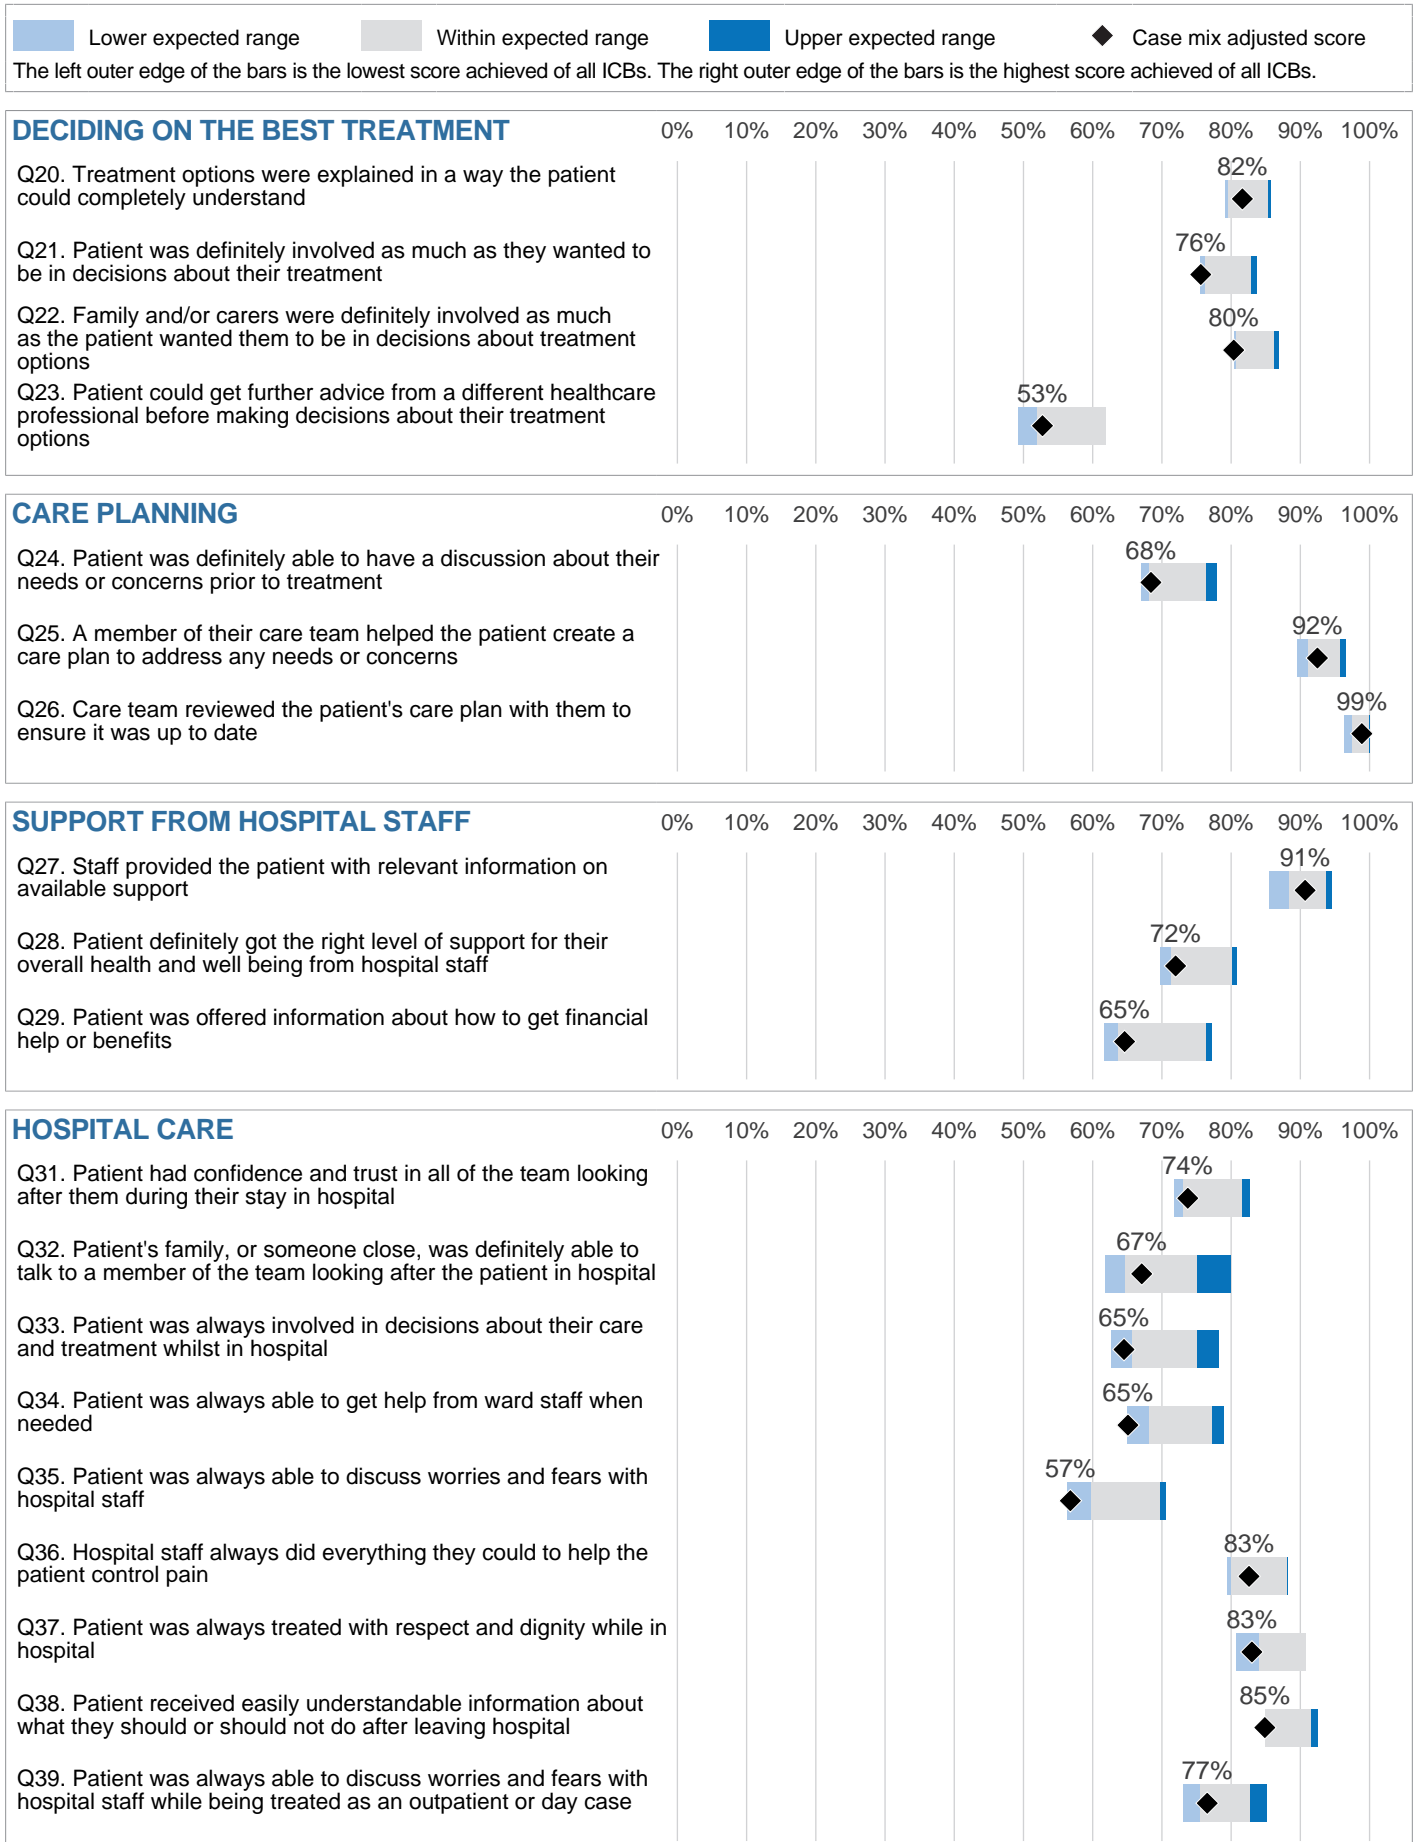 Lower expected range Within expected range Upper expected range Case mix adjusted score
The left outer edge of the bars is the lowest score achieved of all ICBs. The right outer edge of the bars is the highest score achieved of all ICBs.
DECIDING ON THE BEST TREATMENT 0% 10% 20% 30% 40% 50% 60% 70% 80% 90% 100%
Q20. Treatment options were explained in a way the patient
could completely understand
82%
Q21. Patient was definitely involved as much as they wanted to
be in decisions about their treatment
76%
Q22. Family and/or carers were definitely involved as much
as the patient wanted them to be in decisions about treatment
options
80%
Q23. Patient could get further advice from a different healthcare
professional before making decisions about their treatment
options
53%
CARE PLANNING 0% 10% 20% 30% 40% 50% 60% 70% 80% 90% 100%
Q24. Patient was definitely able to have a discussion about their
needs or concerns prior to treatment
68%
Q25. A member of their care team helped the patient create a
care plan to address any needs or concerns
92%
Q26. Care team reviewed the patient's care plan with them to
ensure it was up to date
99%
SUPPORT FROM HOSPITAL STAFF 0% 10% 20% 30% 40% 50% 60% 70% 80% 90% 100%
Q27. Staff provided the patient with relevant information on
available support
91%
Q28. Patient definitely got the right level of support for their
overall health and well being from hospital staff
72%
Q29. Patient was offered information about how to get financial
help or benefits
65%
HOSPITAL CARE 0% 10% 20% 30% 40% 50% 60% 70% 80% 90% 100%
Q31. Patient had confidence and trust in all of the team looking
after them during their stay in hospital
74%
Q32. Patient's family, or someone close, was definitely able to
talk to a member of the team looking after the patient in hospital
67%
Q33. Patient was always involved in decisions about their care
and treatment whilst in hospital
65%
Q34. Patient was always able to get help from ward staff when
needed
65%
Q35. Patient was always able to discuss worries and fears with
hospital staff
57%
Q36. Hospital staff always did everything they could to help the
patient control pain
83%
Q37. Patient was always treated with respect and dignity while in
hospital
83%
Q38. Patient received easily understandable information about
what they should or should not do after leaving hospital
85%
Q39. Patient was always able to discuss worries and fears with
hospital staff while being treated as an outpatient or day case
77%